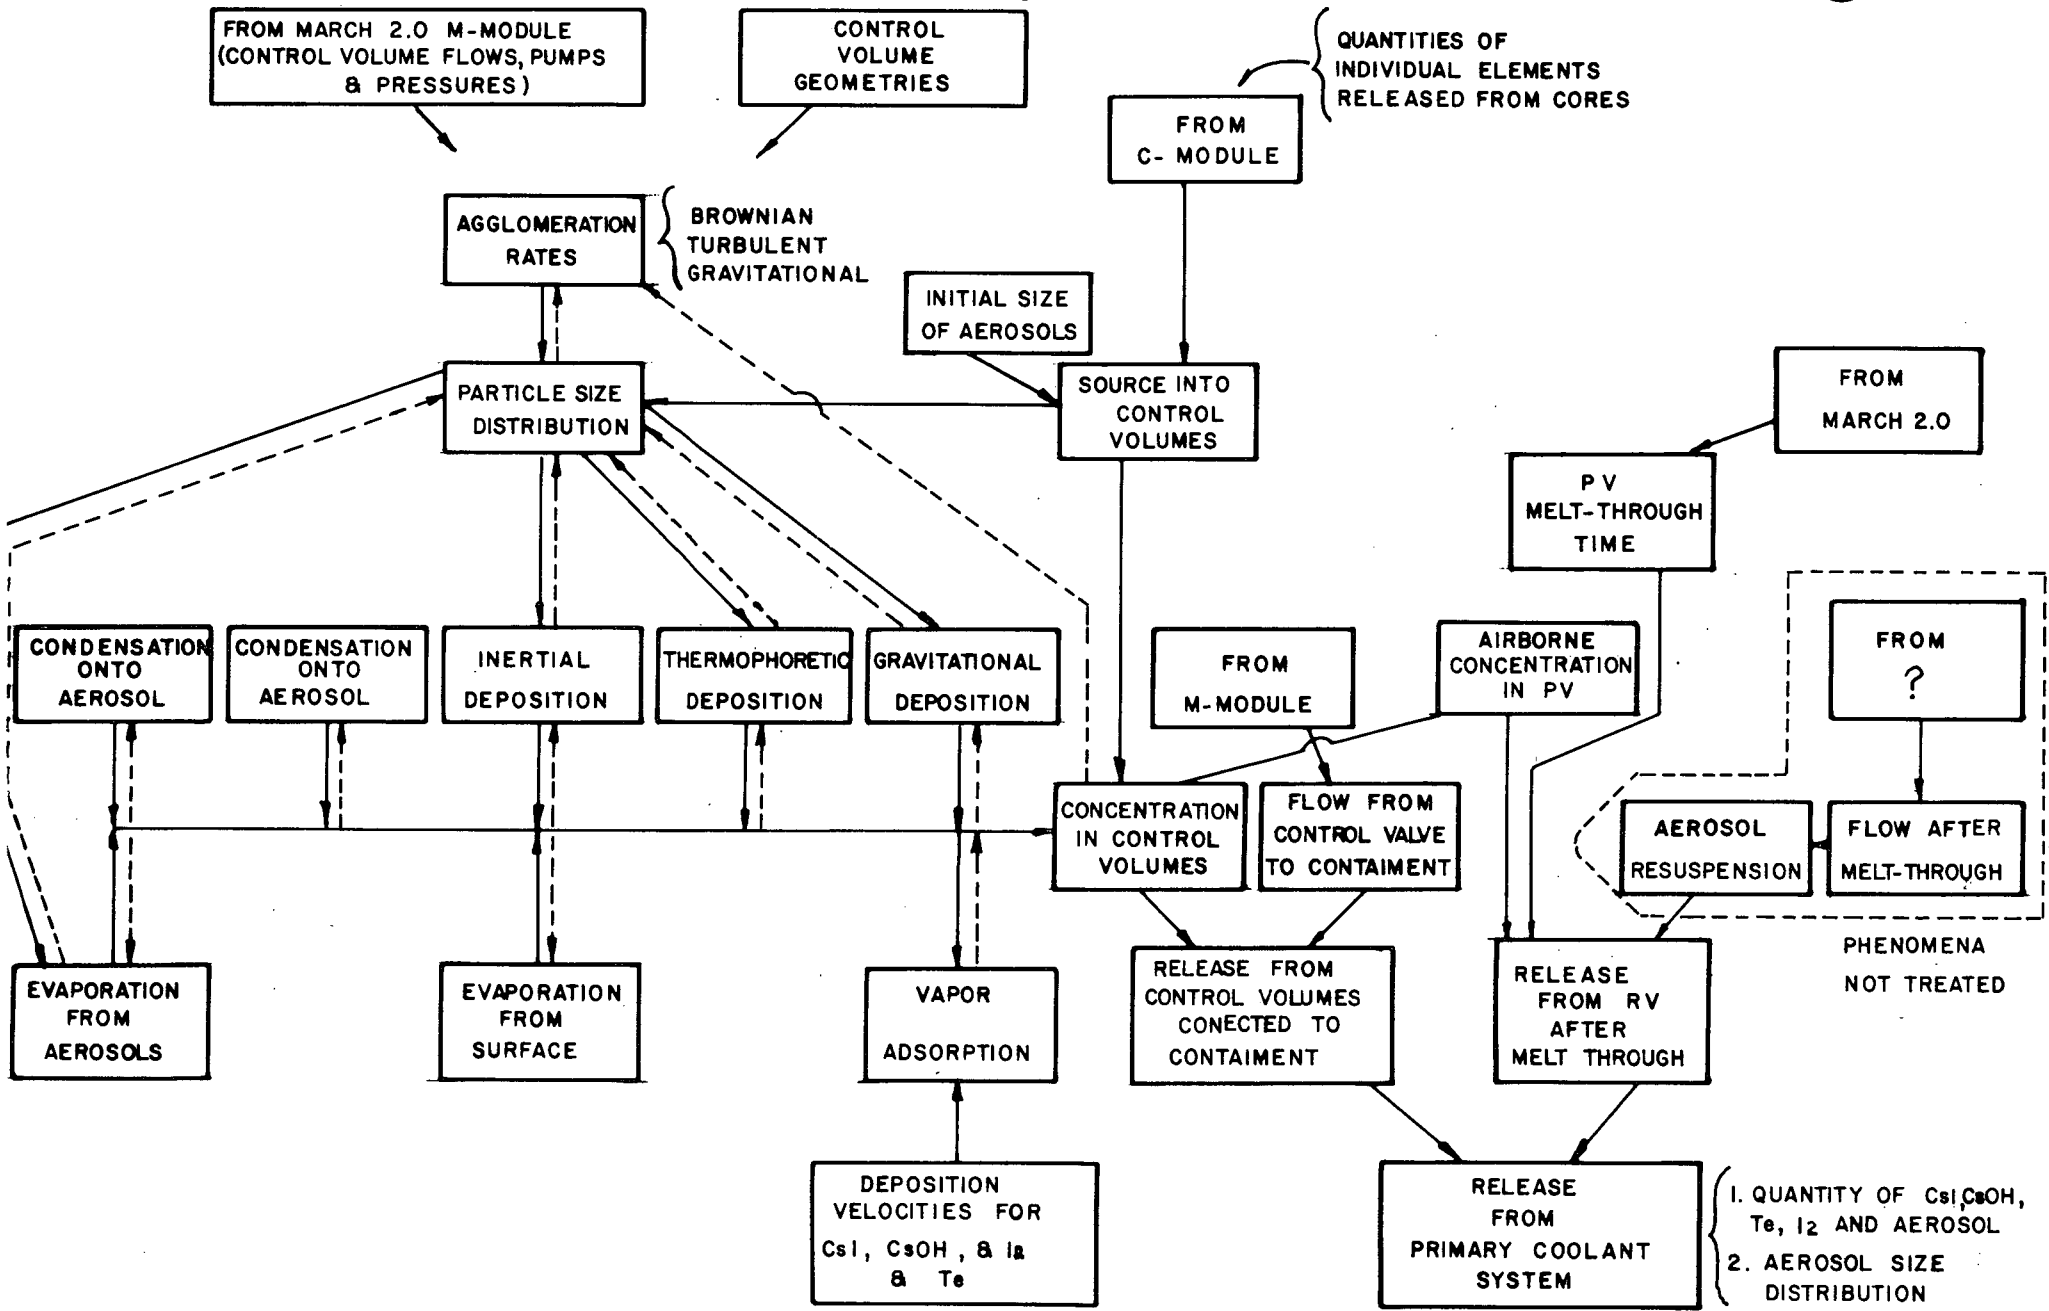 FROM MARCH 2.0 M-MODULE
(CONTROL VOLUME FLOWS, PUMPS
& PRESSURES)
CONTROL
VOLUME
GEOMETRIES
QUANTITIES OF
INDIVIDUAL ELEMENTS
RELEASED FROM CORES
FROM
C- MODULE
AGGLOMERATION
RATES
BROWNIAN
TURBULENT
GRAVITATIONAL
INITIAL SIZE
OF AEROSOLS
PARTICLE SIZE
DISTRIBUTION
SOURCE INTO
CONTROL
VOLUMES
FROM
MARCH 2.0
PV
MELT-THROUGH
TIME
CONDENSATION
ONTO
AEROSOL
CONDENSATION
ONTO
AEROSOL
INERTIAL
DEPOSITION
THERMOPHORETIC
DEPOSITION
GRAVITATIONAL
DEPOSITION
FROM
M-MODULE
AIRBORNE
CONCENTRATION
IN PV
FROM
?
CONCENTRATION
IN CONTROL
VOLUMES
FLOW FROM
CONTROL VALVE
TO CONTAIMENT
AEROSOL
RESUSPENSION
FLOW AFTER
MELT-THROUGH
PHENOMENA
NOT TREATED
EVAPORATION
FROM
AEROSOLS
EVAPORATION
FROM
SURFACE
VAPOR
ADSORPTION
RELEASE FROM
CONTROL VOLUMES
CONECTED TO
CONTAIMENT
RELEASE
FROM RV
AFTER
MELT THROUGH
DEPOSITION
VELOCITIES FOR
CsI, CsOH, & I2
& Te
RELEASE
FROM
PRIMARY COOLANT
SYSTEM
1. QUANTITY OF CsI, CsOH,
Te, I2 AND AEROSOL
2. AEROSOL SIZE
DISTRIBUTION